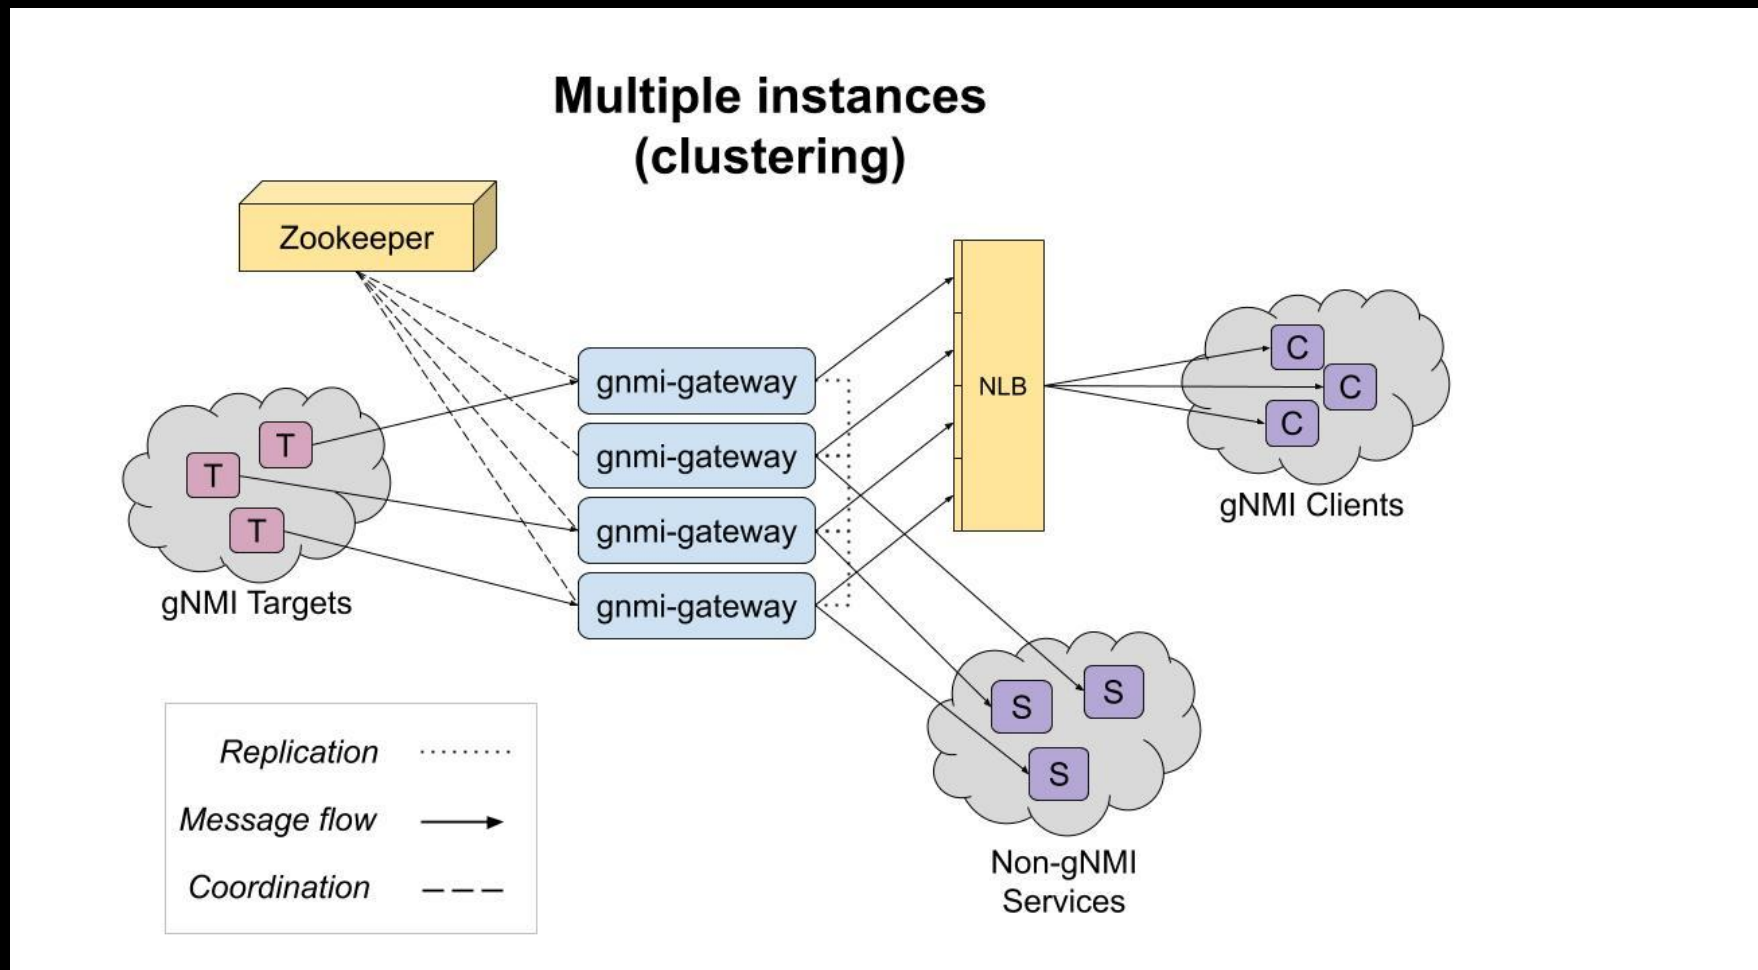 Multiple instances
(clustering)
Zookeeper
gnmi-gateway
gnmi-gateway
gnmi-gateway
gnmi-gateway
NLB
C
C
C
gNMI Clients
T
T
T
gNMI Targets
S
S
S
Non-gNMI
Services
Replication
Message flow
Coordination